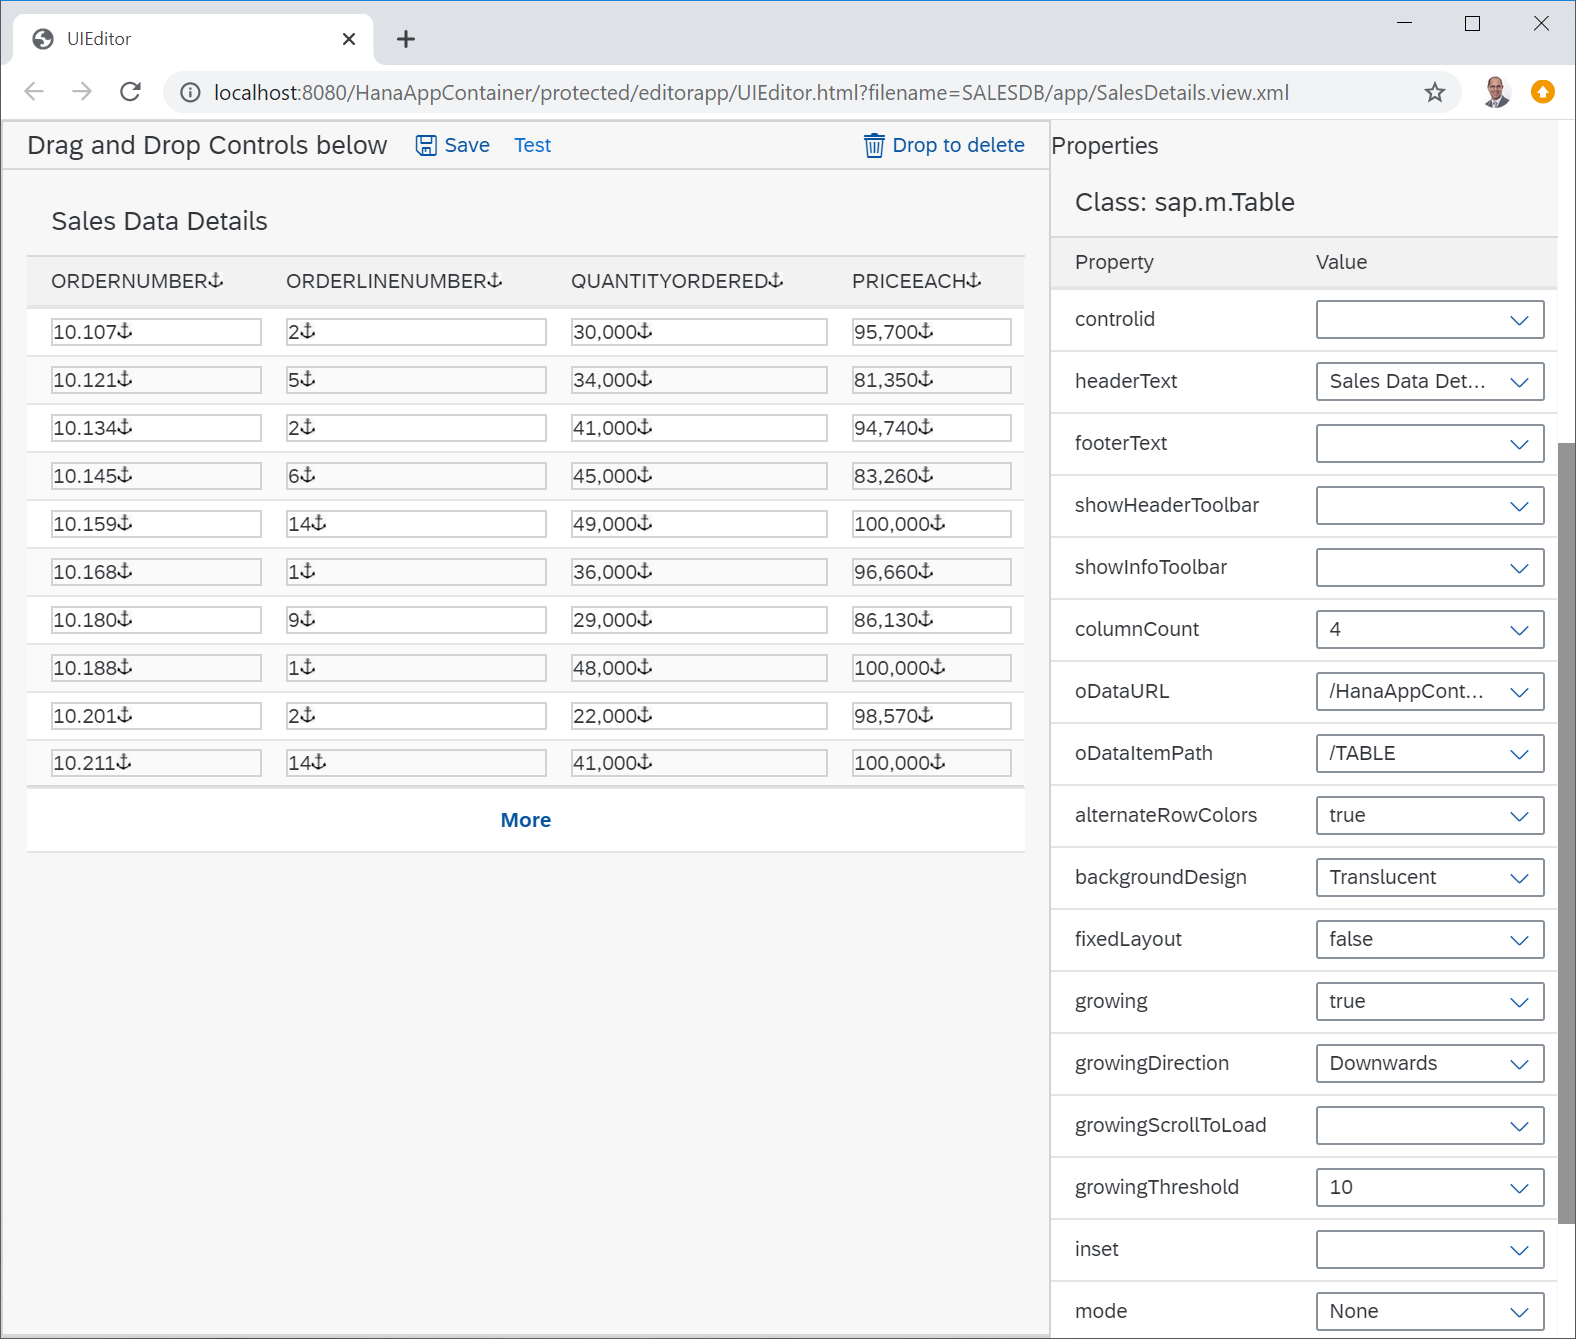 UIEditor
localhost:8080/HanaAppContainer/protected/editorapp/UIEditor.html?filename=SALESDB/app/SalesDetails.view.xml
Drag and Drop Controls below Save Test Drop to delete
Sales Data Details
ORDERNUMBER ORDERLINENUMBER QUANTITYORDERED PRICEEACH
10.107 2 30,000 95,700
10.121 5 34,000 81,350
10.134 2 41,000 94,740
10.145 6 45,000 83,260
10.159 14 49,000 100,000
10.168 1 36,000 96,660
10.180 9 29,000 86,130
10.188 1 48,000 100,000
10.201 2 22,000 98,570
10.211 14 41,000 100,000
More
Properties
Class: sap.m.Table
Property Value
controlid
headerText Sales Data Det...
footerText
showHeaderToolbar
showInfoToolbar
columnCount 4
oDataURL /HanaAppCont...
oDataItemPath /TABLE
alternateRowColors true
backgroundDesign Translucent
fixedLayout false
growing true
growingDirection Downwards
growingScrollToLoad
growingThreshold 10
inset
mode None